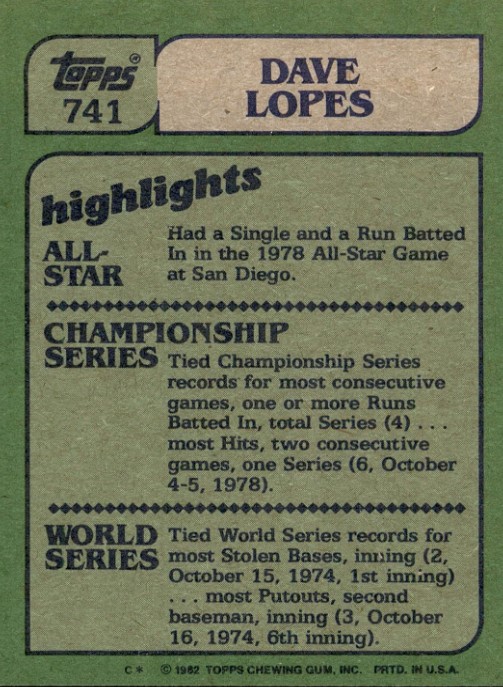 topps®
741
DAVE
LOPES
highlights
ALL-
STAR
Had a Single and a Run Batted
In in the 1978 All-Star Game
at San Diego.
CHAMPIONSHIP
SERIES
Tied Championship Series
records for most consecutive
games, one or more Runs
Batted In, total Series (4) . . .
most Hits, two consecutive
games, one Series (6, October
4-5, 1978).
WORLD
SERIES
Tied World Series records for
most Stolen Bases, inning (2,
October 15, 1974, 1st inning)
. . . most Putouts, second
baseman, inning (3, October
16, 1974, 6th inning).
C* © 1982 TOPPS CHEWING GUM, INC. PRTD. IN U.S.A.